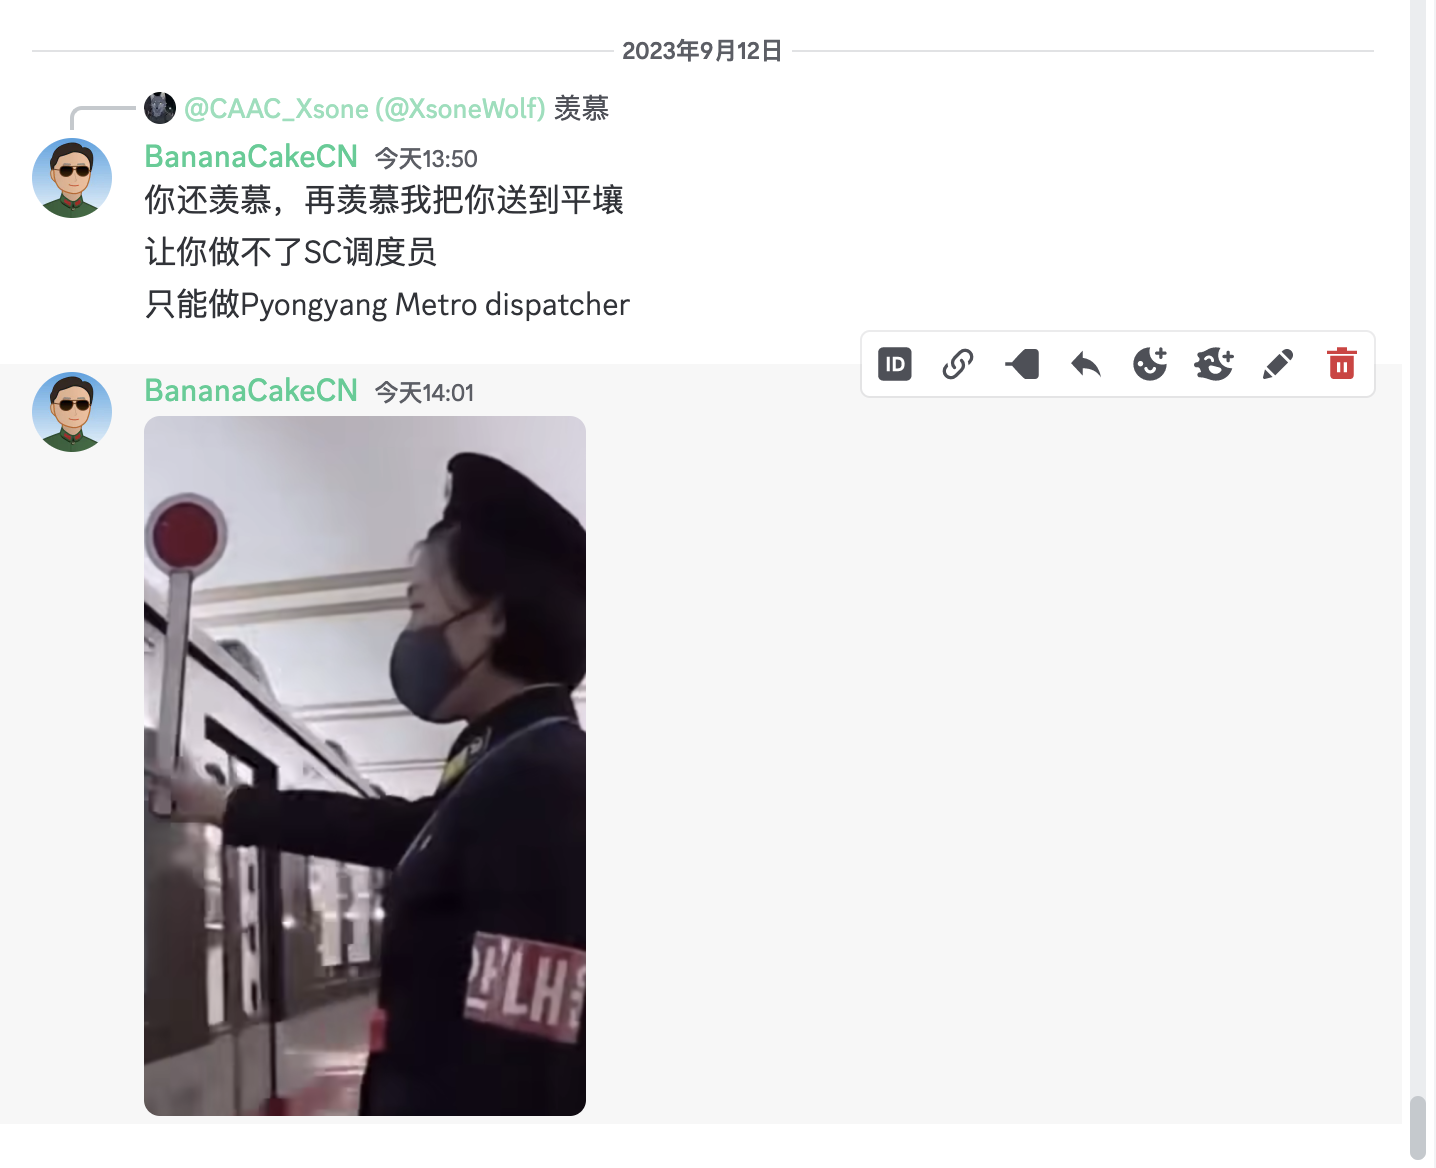 2023年9月12日
@CAAC_Xsone (@XsoneWolf) 羡慕
BananaCakeCN 今天13:50
你还羡慕，再羡慕我把你送到平壤
让你做不了SC调度员
只能做Pyongyang Metro dispatcher
ID
BananaCakeCN 今天14:01
안내